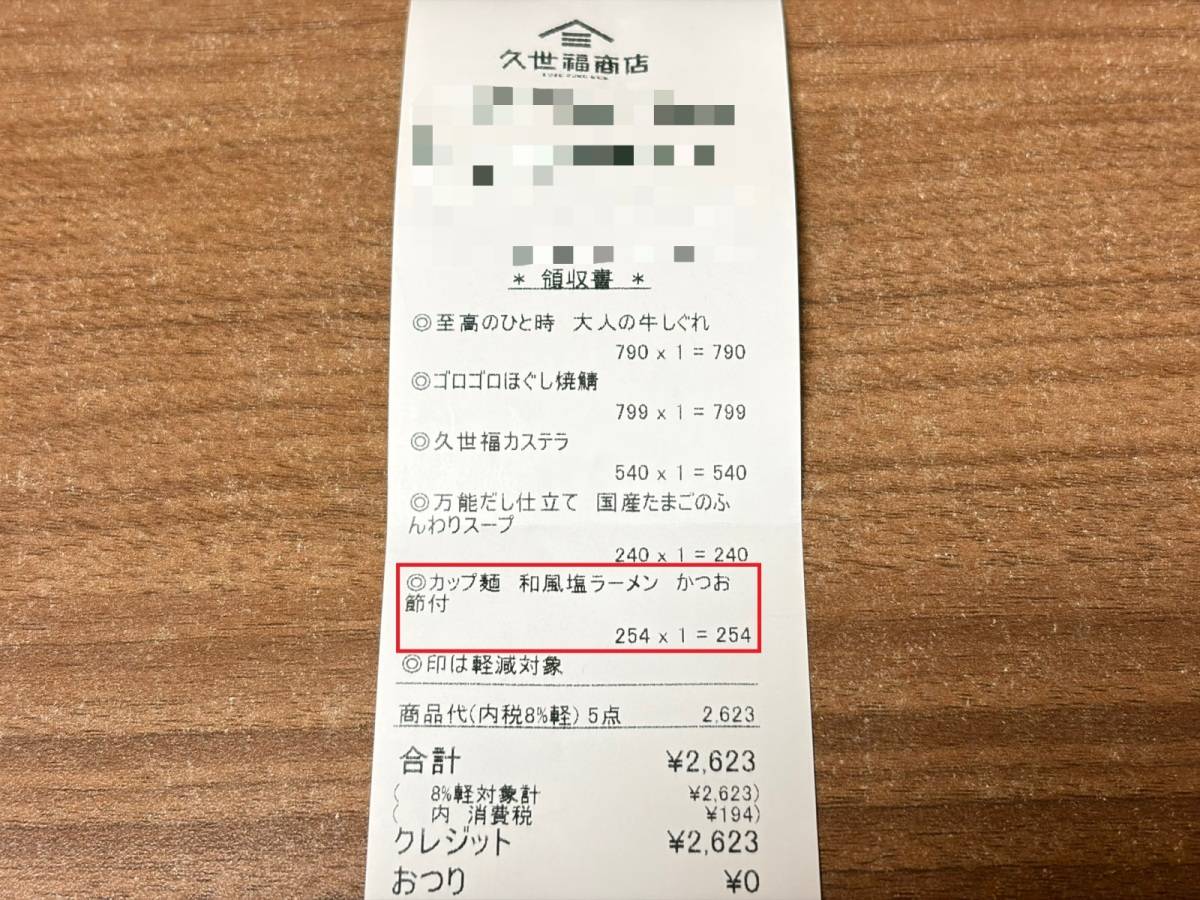 久世福商店
* 領収書 *
◎至高のひと時 大人の牛しぐれ
790 x 1 = 790
◎ゴロゴロほぐし焼鯖
799 x 1 = 799
◎久世福カステラ
540 x 1 = 540
◎万能だし仕立て 国産たまごのふ
んわりスープ
240 x 1 = 240
◎カップ麺 和風塩ラーメン かつお
節付
254 x 1 = 254
◎印は軽減対象
商品代(内税8%軽) 5点 2,623
合計 ¥2,623
( 8%軽対象計 ¥2,623)
( 内 消費税 ¥194)
クレジット ¥2,623
おつり ¥0